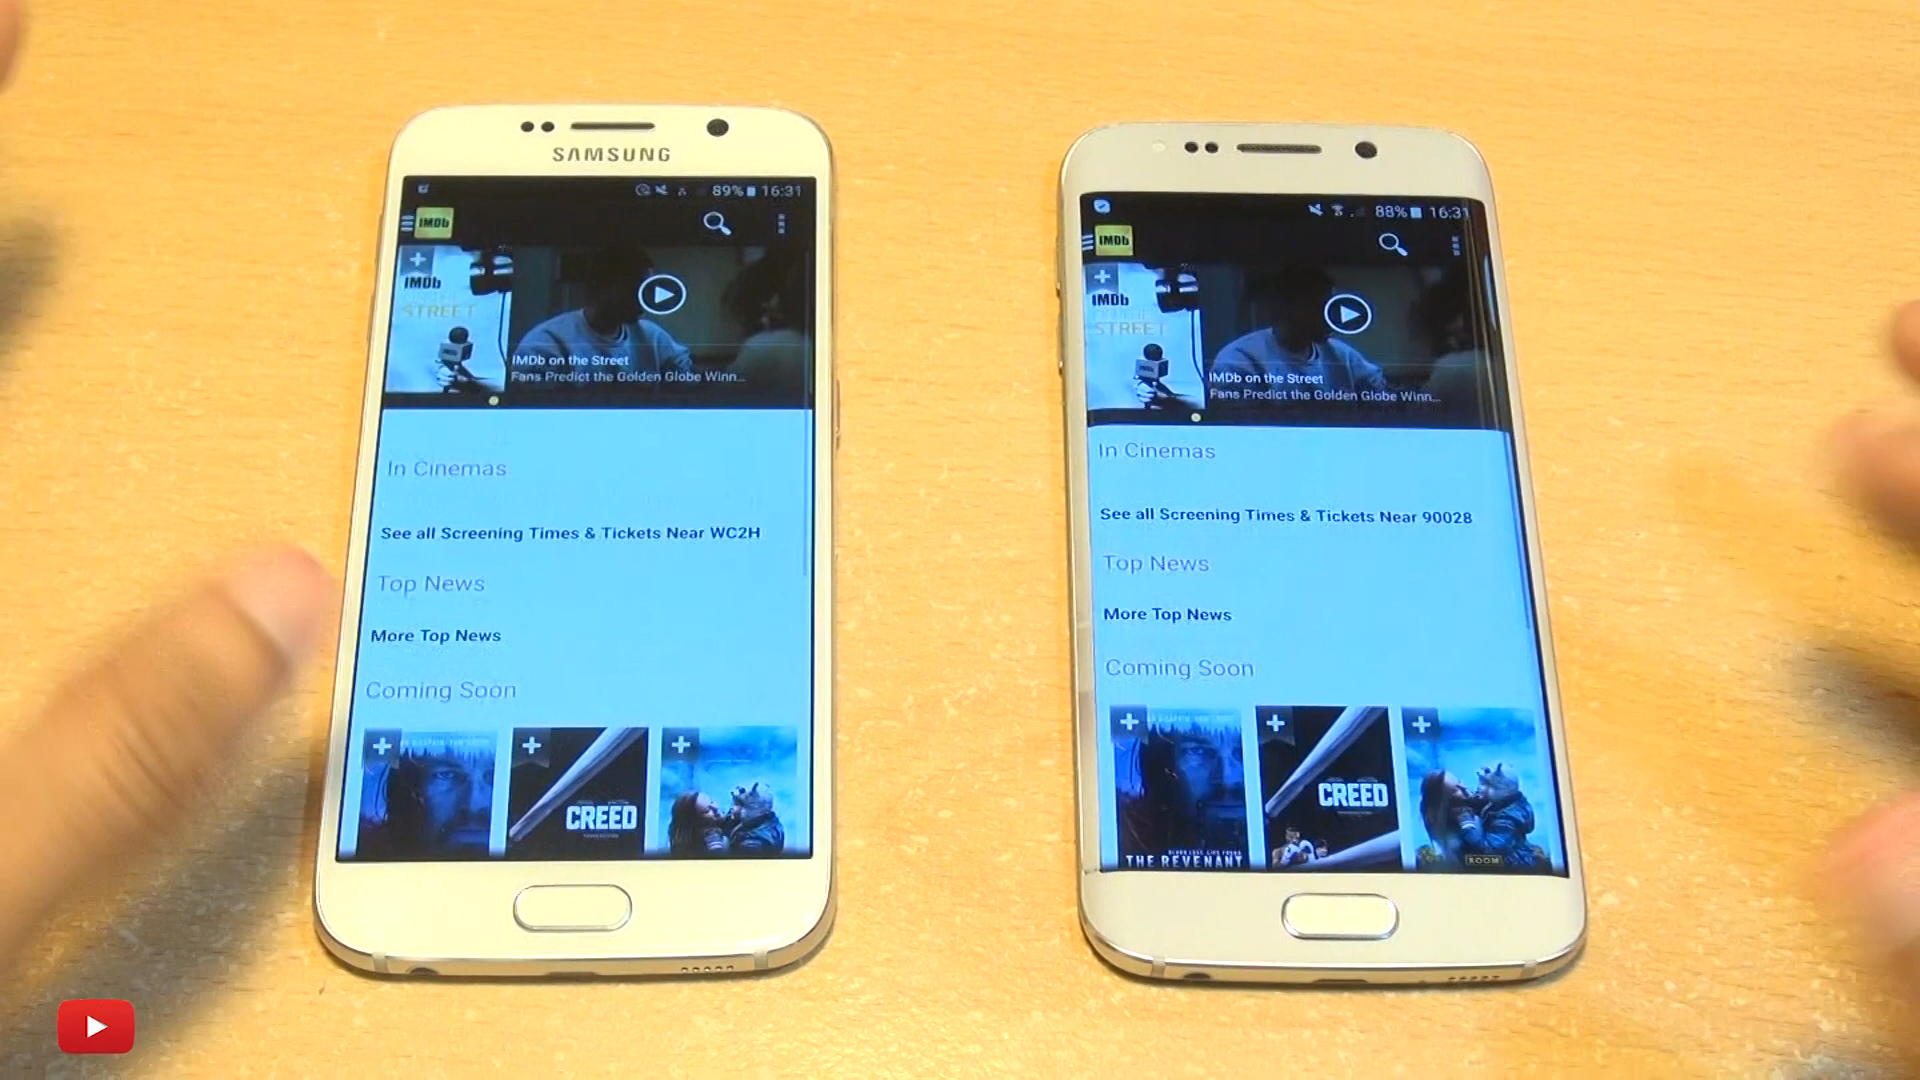 SAMSUNG
89% 16:31
IMDb
IMDb
STREET
IMDb on the Street
Fans Predict the Golden Globe Winn...
In Cinemas
See all Screening Times & Tickets Near WC2H
Top News
More Top News
Coming Soon
CREED
88% 16:31
IMDb
IMDb
STREET
IMDb on the Street
Fans Predict the Golden Globe Winn...
In Cinemas
See all Screening Times & Tickets Near 90028
Top News
More Top News
Coming Soon
THE REVENANT
CREED
ROOM